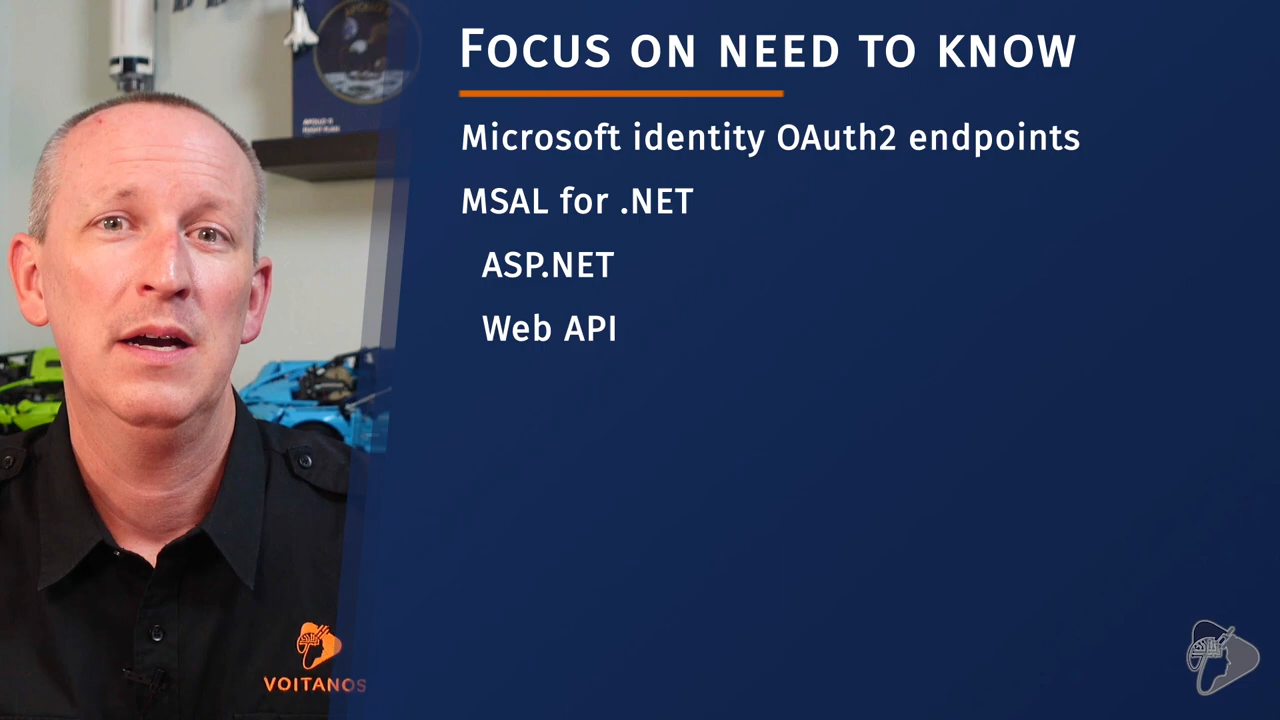 FOCUS ON NEED TO KNOW
Microsoft identity OAuth2 endpoints
MSAL for .NET
ASP.NET
Web API
VOITANOS